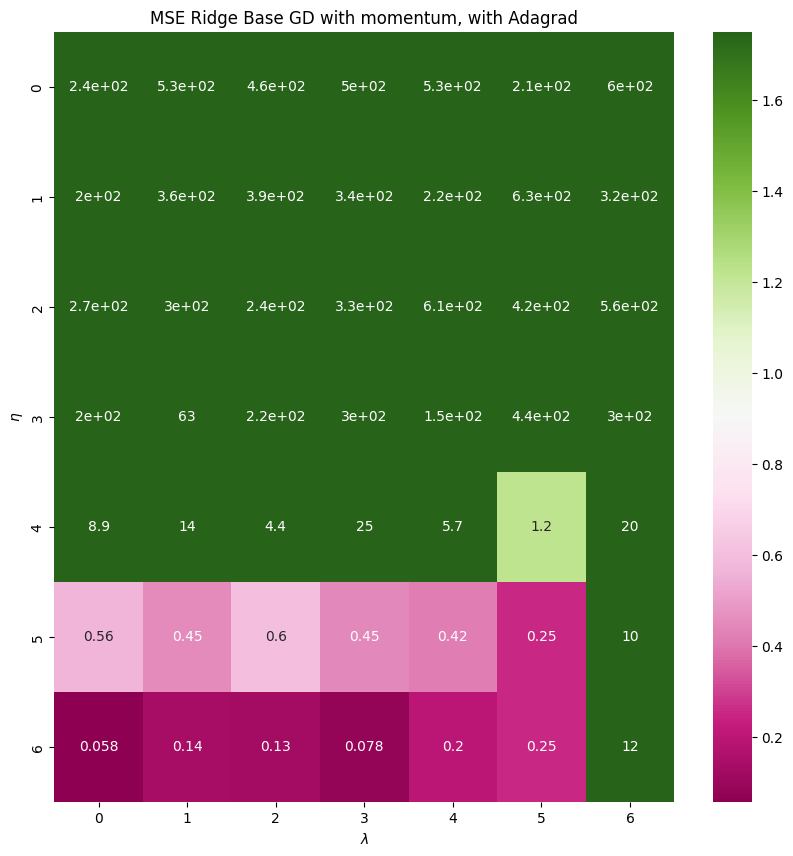 MSE Ridge Base GD with momentum, with Adagrad
0 2.4e+02 5.3e+02 4.6e+02 5e+02 5.3e+02 2.1e+02 6e+02
1 2e+02 3.6e+02 3.9e+02 3.4e+02 2.2e+02 6.3e+02 3.2e+02
2 2.7e+02 3e+02 2.4e+02 3.3e+02 6.1e+02 4.2e+02 5.6e+02
η
3 2e+02 63 2.2e+02 3e+02 1.5e+02 4.4e+02 3e+02
4 8.9 14 4.4 25 5.7 1.2 20
5 0.56 0.45 0.6 0.45 0.42 0.25 10
6 0.058 0.14 0.13 0.078 0.2 0.25 12
0 1 2 3 4 5 6
λ
1.6
1.4
1.2
1.0
0.8
0.6
0.4
0.2